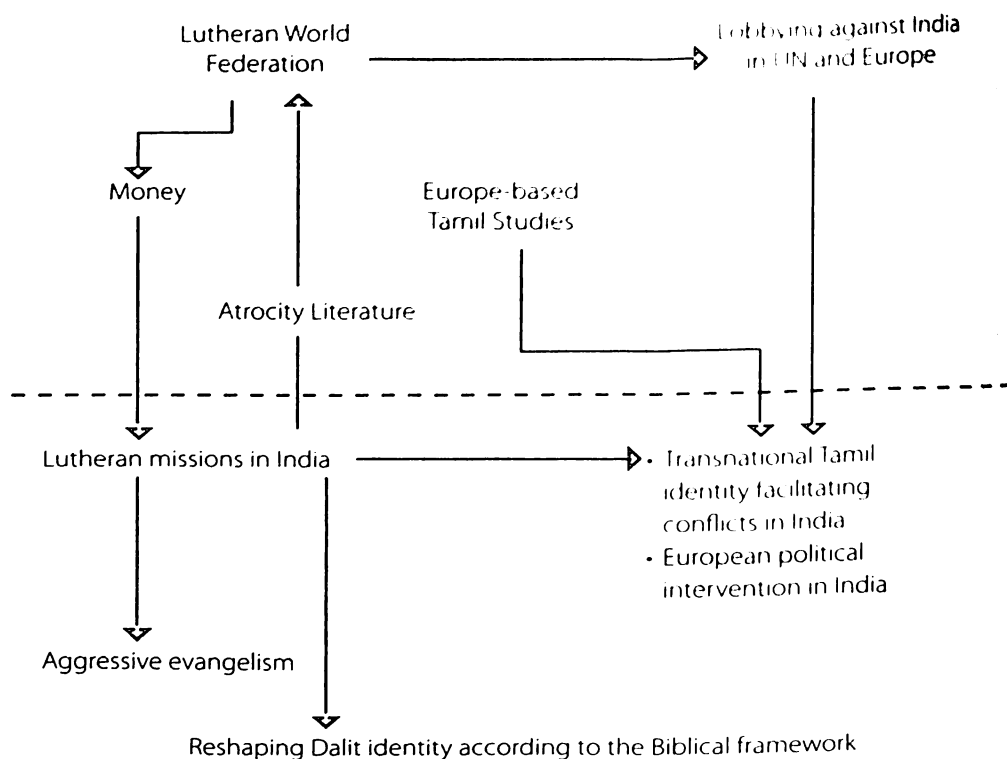 Lutheran World
Federation
Lobbying against India
in UN and Europe
Money
Europe-based
Tamil Studies
Atrocity Literature
Lutheran missions in India
• Transnational Tamil
identity facilitating
conflicts in India
• European political
intervention in India
Aggressive evangelism
Reshaping Dalit identity according to the Biblical framework